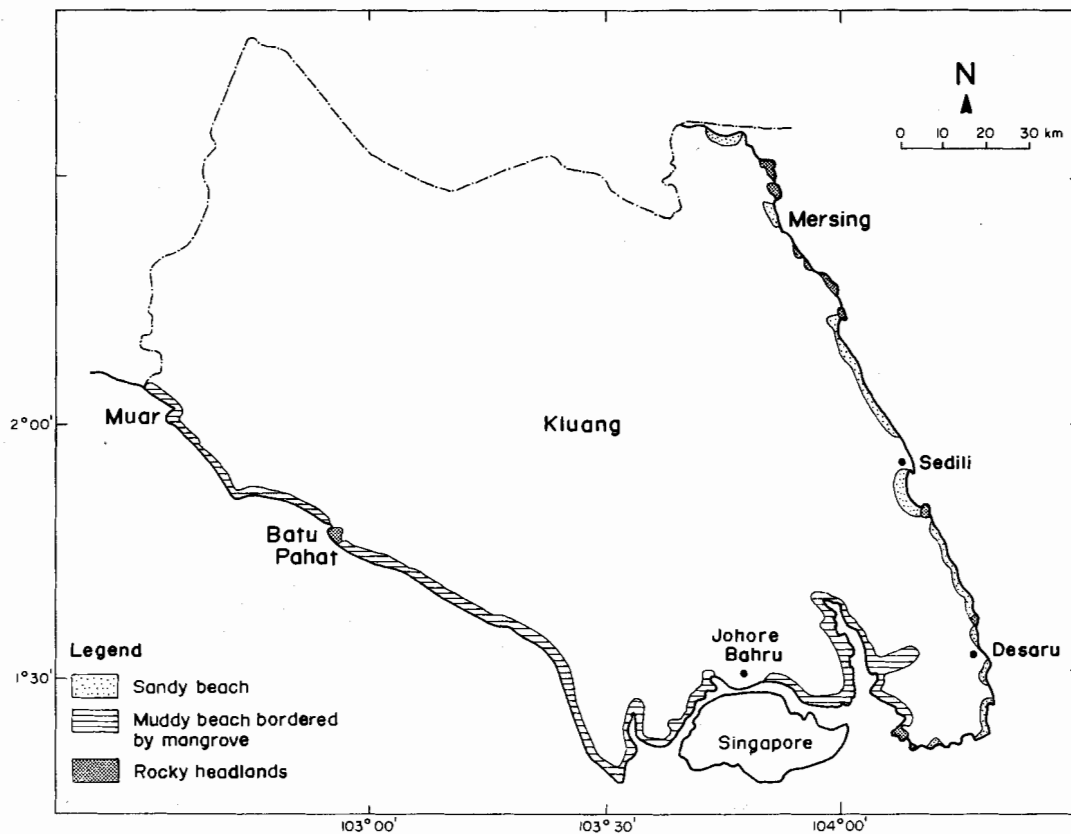 N
0 10 20 30 km
Mersing
2°00'
Muar
Kluang
Sedili
Batu
Pahat
Johore
Bahru
Desaru
1°30'
Singapore
Legend
Sandy beach
Muddy beach bordered
by mangrove
Rocky headlands
103°00'
103°30'
104°00'